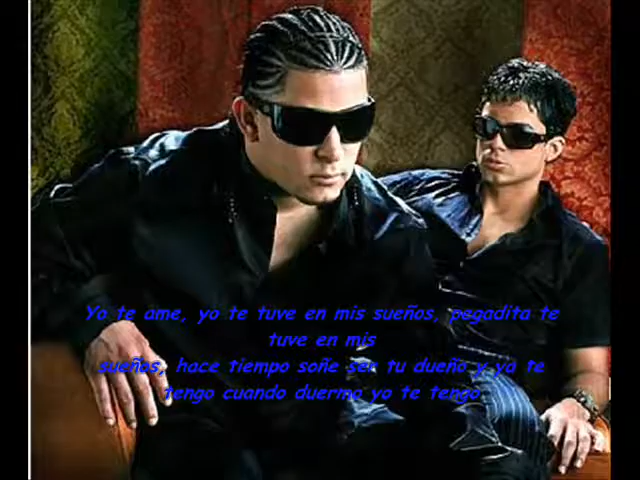 Yo te ame, yo te tuve en mis sueños, pegadita te
tuve en mis
sueños, hace tiempo soñe ser tu dueño y ya te
tengo cuando duermo yo te tengo